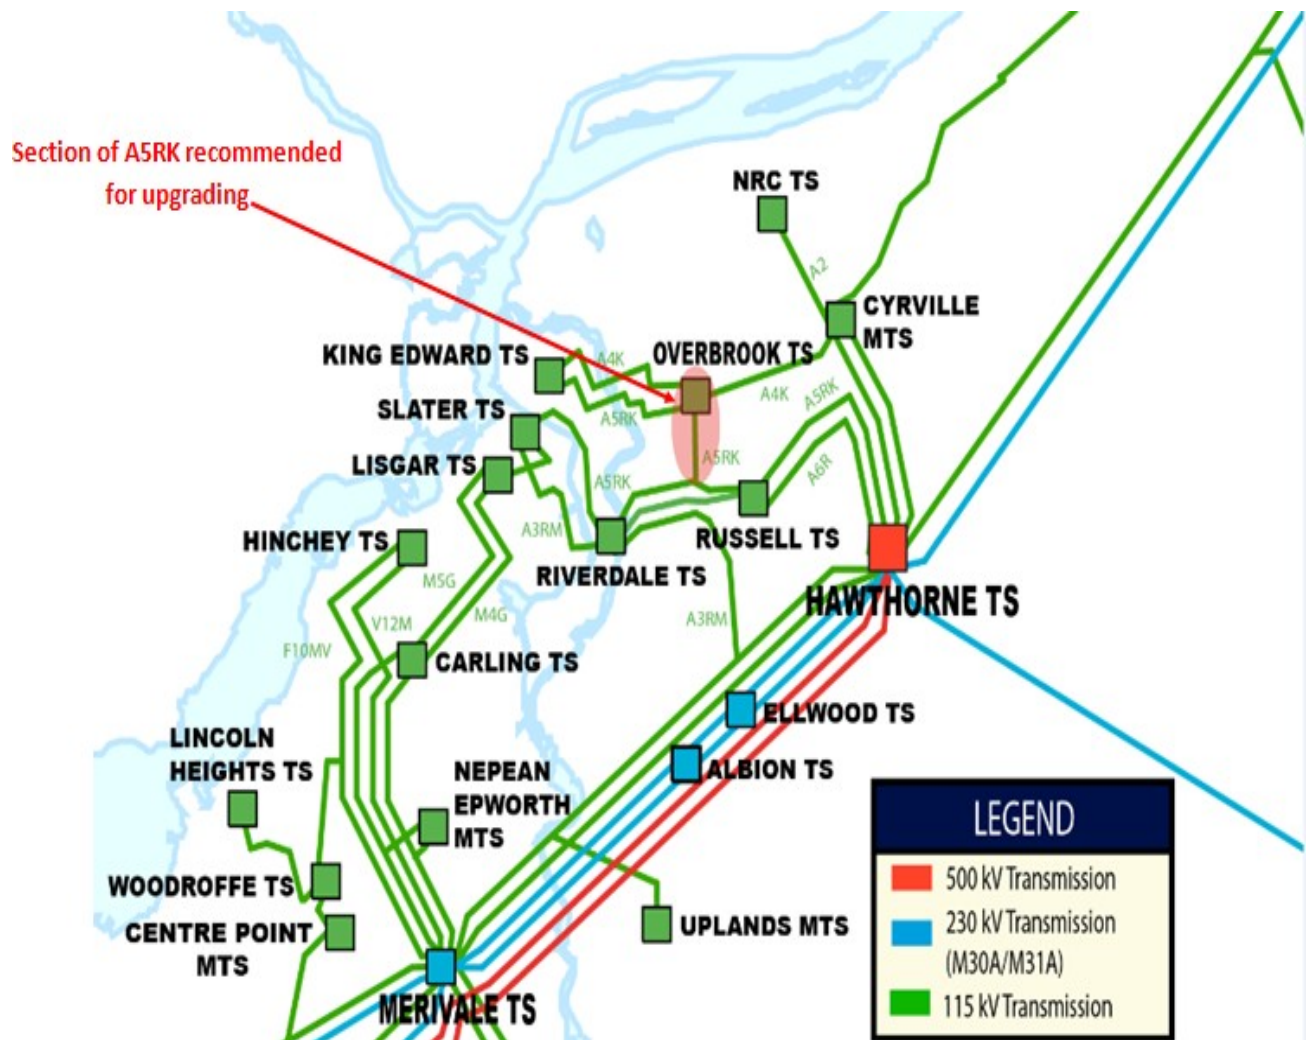 Section of A5RK recommended
for upgrading
NRC TS
A2
CYRVILLE
MTS
KING EDWARD TS
A4K
OVERBROOK TS
A4K
A5RK
SLATER TS
A5RK
LISGAR TS
A5RK
A5RK
A6R
A3RM
RUSSELL TS
HINCHEY TS
RIVERDALE TS
M5G
HAWTHORNE TS
V12M
M4G
A3RM
F10MV
CARLING TS
ELLWOOD TS
LINCOLN
HEIGHTS TS
NEPEAN
EPWORTH
MTS
ALBION TS
WOODROFFE TS
CENTRE POINT
MTS
UPLANDS MTS
MERIVALE TS
LEGEND
500 kV Transmission
230 kV Transmission
(M30A/M31A)
115 kV Transmission